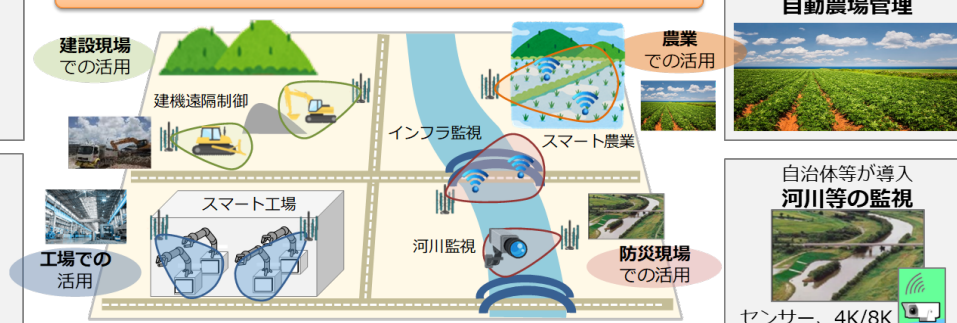 自動農場管理
建設現場
での活用
農業
での活用
建機遠隔制御
インフラ監視
スマート農業
自治体等が導入
河川等の監視
スマート工場
河川監視
工場での
活用
防災現場
での活用
センサー、4K/8K